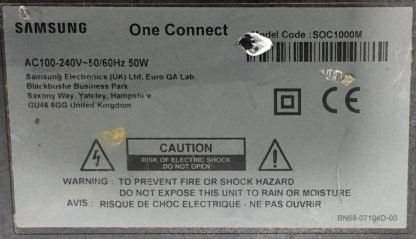 SAMSUNG One Connect Model Code : SOC1000M
AC100-240V~50/60Hz 50W
Samsung Electronics (UK) Ltd, Euro QA Lab.
Blackbushe Business Park
Saxony Way, Yateley, Hampshire
GU46 6GG United Kingdom
CE
CAUTION
RISK OF ELECTRIC SHOCK
DO NOT OPEN
WARNING : TO PREVENT FIRE OR SHOCK HAZARD
DO NOT EXPOSE THIS UNIT TO RAIN OR MOISTURE
AVIS : RISQUE DE CHOC ELECTRIQUE - NE PAS OUVRIR
BN68-07104D-00